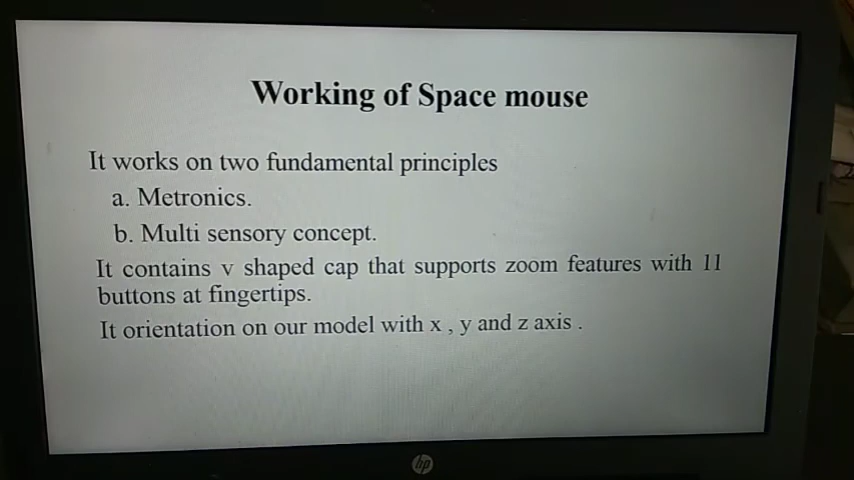 Working of Space mouse
It works on two fundamental principles
a. Metronics.
b. Multi sensory concept.
It contains v shaped cap that supports zoom features with 11
buttons at fingertips.
It orientation on our model with x , y and z axis .
hp